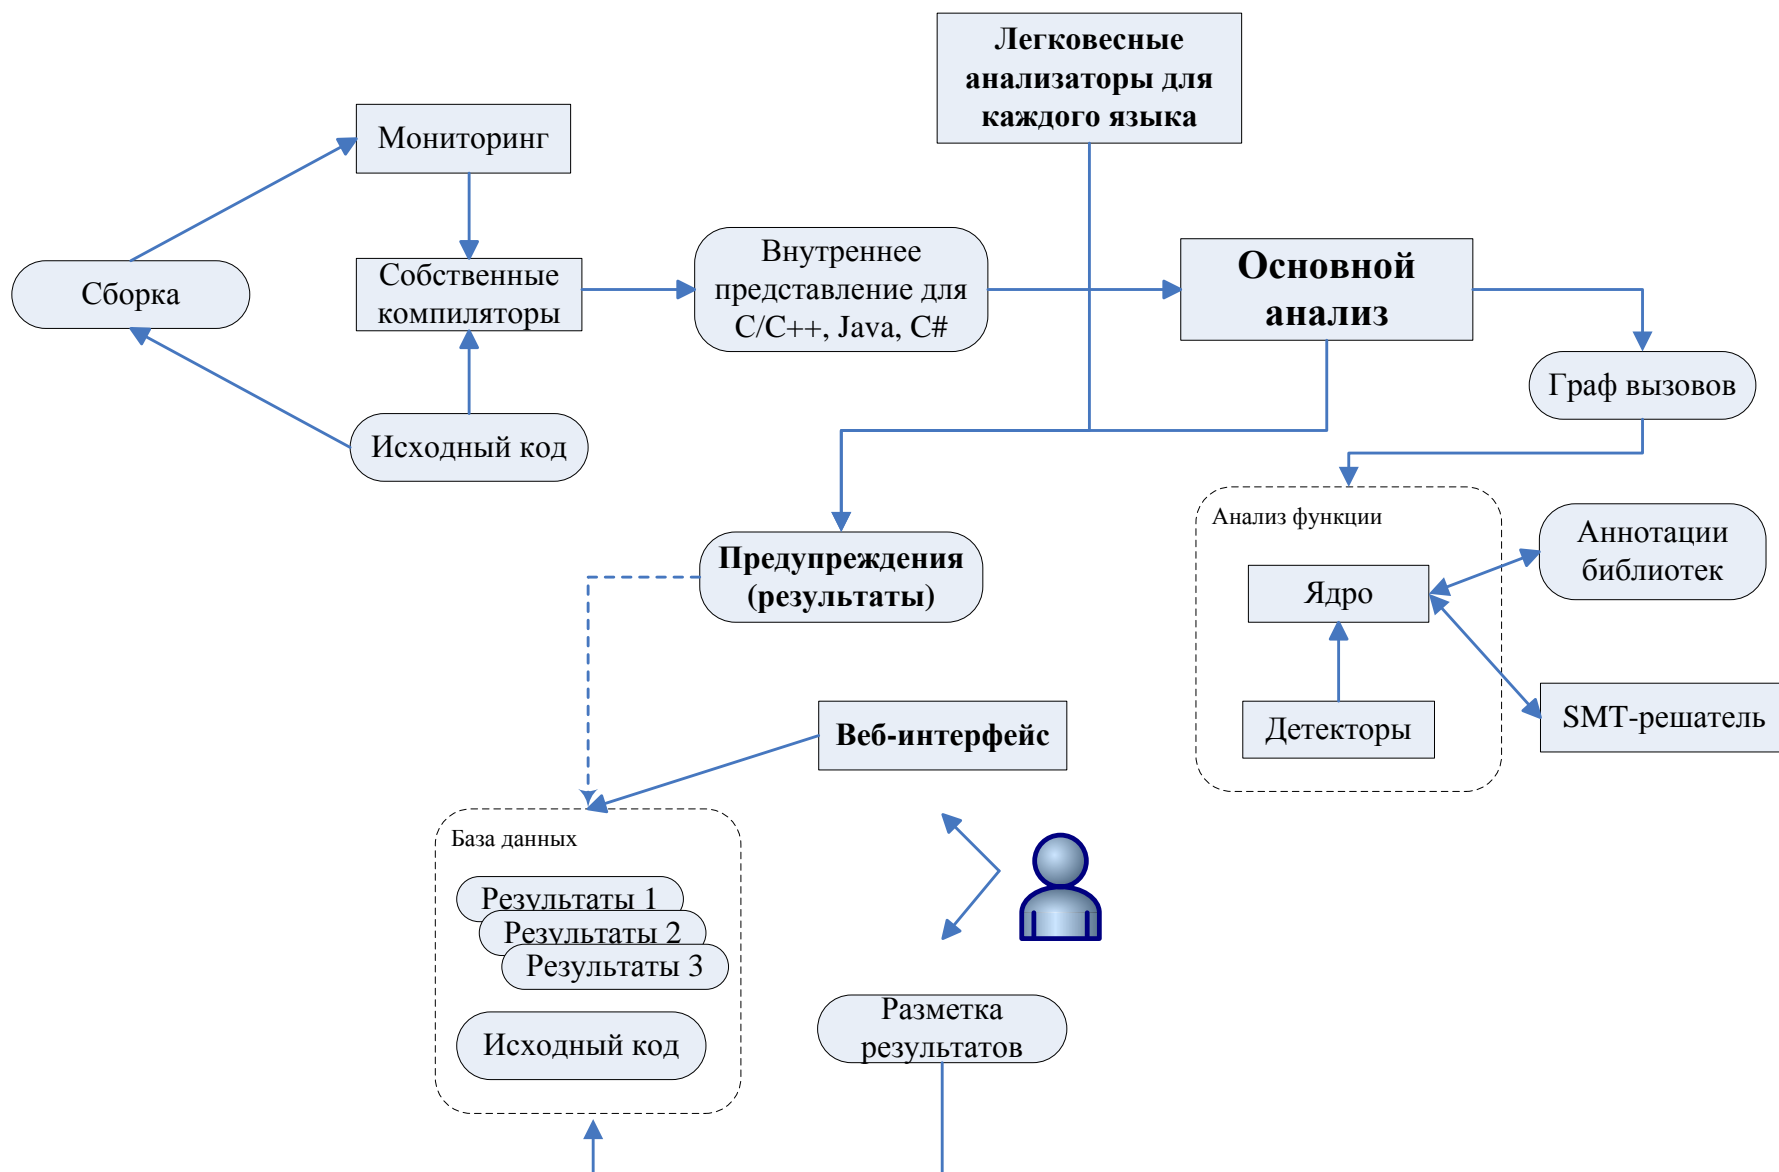 Легковесные
анализаторы для
каждого языка
Мониторинг
Сборка
Собственные
компиляторы
Внутреннее
представление для
C/C++, Java, C#
Основной
анализ
Исходный код
Граф вызовов
Предупреждения
(результаты)
Анализ функции
Ядро
Детекторы
Аннотации
библиотек
SMT-решатель
Веб-интерфейс
База данных
Результаты 1
Результаты 2
Результаты 3
Исходный код
Разметка
результатов